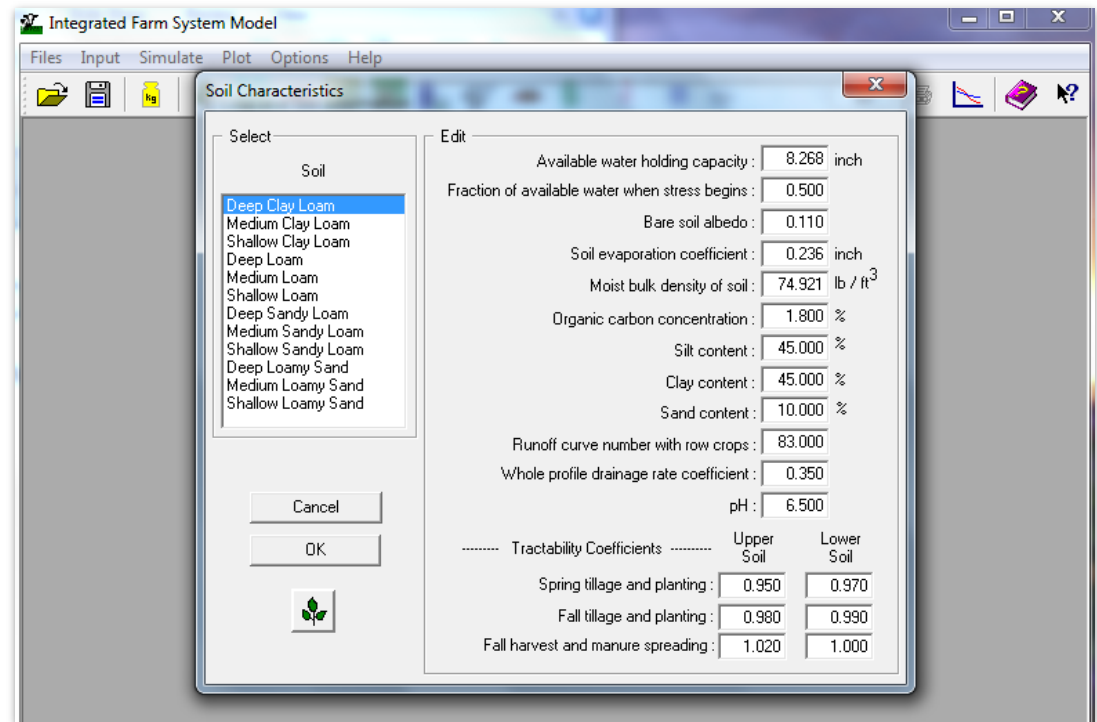 Integrated Farm System Model
Files Input Simulate Plot Options Help
kg
Soil Characteristics
Select
Soil
Deep Clay Loam
Medium Clay Loam
Shallow Clay Loam
Deep Loam
Medium Loam
Shallow Loam
Deep Sandy Loam
Medium Sandy Loam
Shallow Sandy Loam
Deep Loamy Sand
Medium Loamy Sand
Shallow Loamy Sand
Cancel
OK
Edit
Available water holding capacity : 8.268 inch
Fraction of available water when stress begins : 0.500
Bare soil albedo : 0.110
Soil evaporation coefficient : 0.236 inch
Moist bulk density of soil : 74.921 lb / ft3
Organic carbon concentration : 1.800 %
Silt content : 45.000 %
Clay content : 45.000 %
Sand content : 10.000 %
Runoff curve number with row crops : 83.000
Whole profile drainage rate coefficient : 0.350
pH : 6.500
--------- Tractability Coefficients ---------- Upper Soil Lower Soil
Spring tillage and planting : 0.950 0.970
Fall tillage and planting : 0.980 0.990
Fall harvest and manure spreading : 1.020 1.000